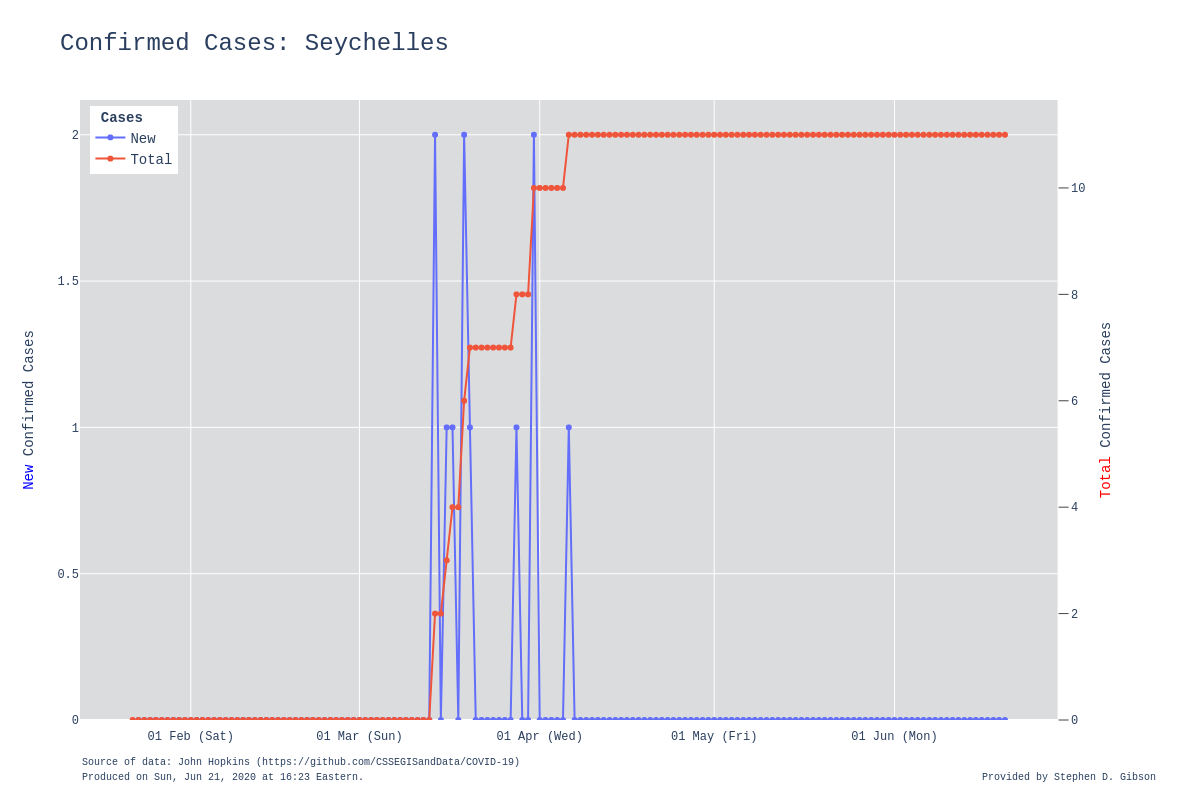 Confirmed Cases: Seychelles
Cases
New
Total
2
1.5
1
0.5
0
10
8
6
4
2
0
New Confirmed Cases
Total Confirmed Cases
01 Feb (Sat)
01 Mar (Sun)
01 Apr (Wed)
01 May (Fri)
01 Jun (Mon)
Source of data: John Hopkins (https://github.com/CSSEGISandData/COVID-19)
Produced on Sun, Jun 21, 2020 at 16:23 Eastern.
Provided by Stephen D. Gibson